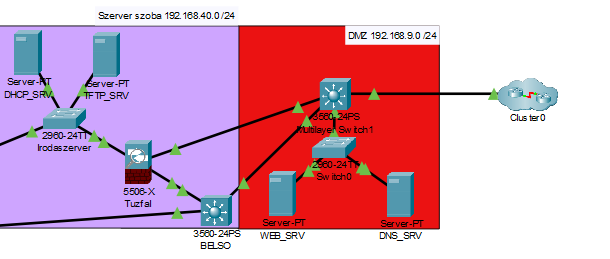 Szerver szoba 192.168.40.0 /24
DMZ 192.168.9.0 /24
Server-PT
DHCP_SRV
Server-PT
TFTP_SRV
2960-24TT
Irodaszerver
3560-24PS
Multilayer Switch1
Cluster0
2960-24TT
Switch0
5506-X
Tuzfal
Server-PT
WEB_SRV
Server-PT
DNS_SRV
3560-24PS
BELSO